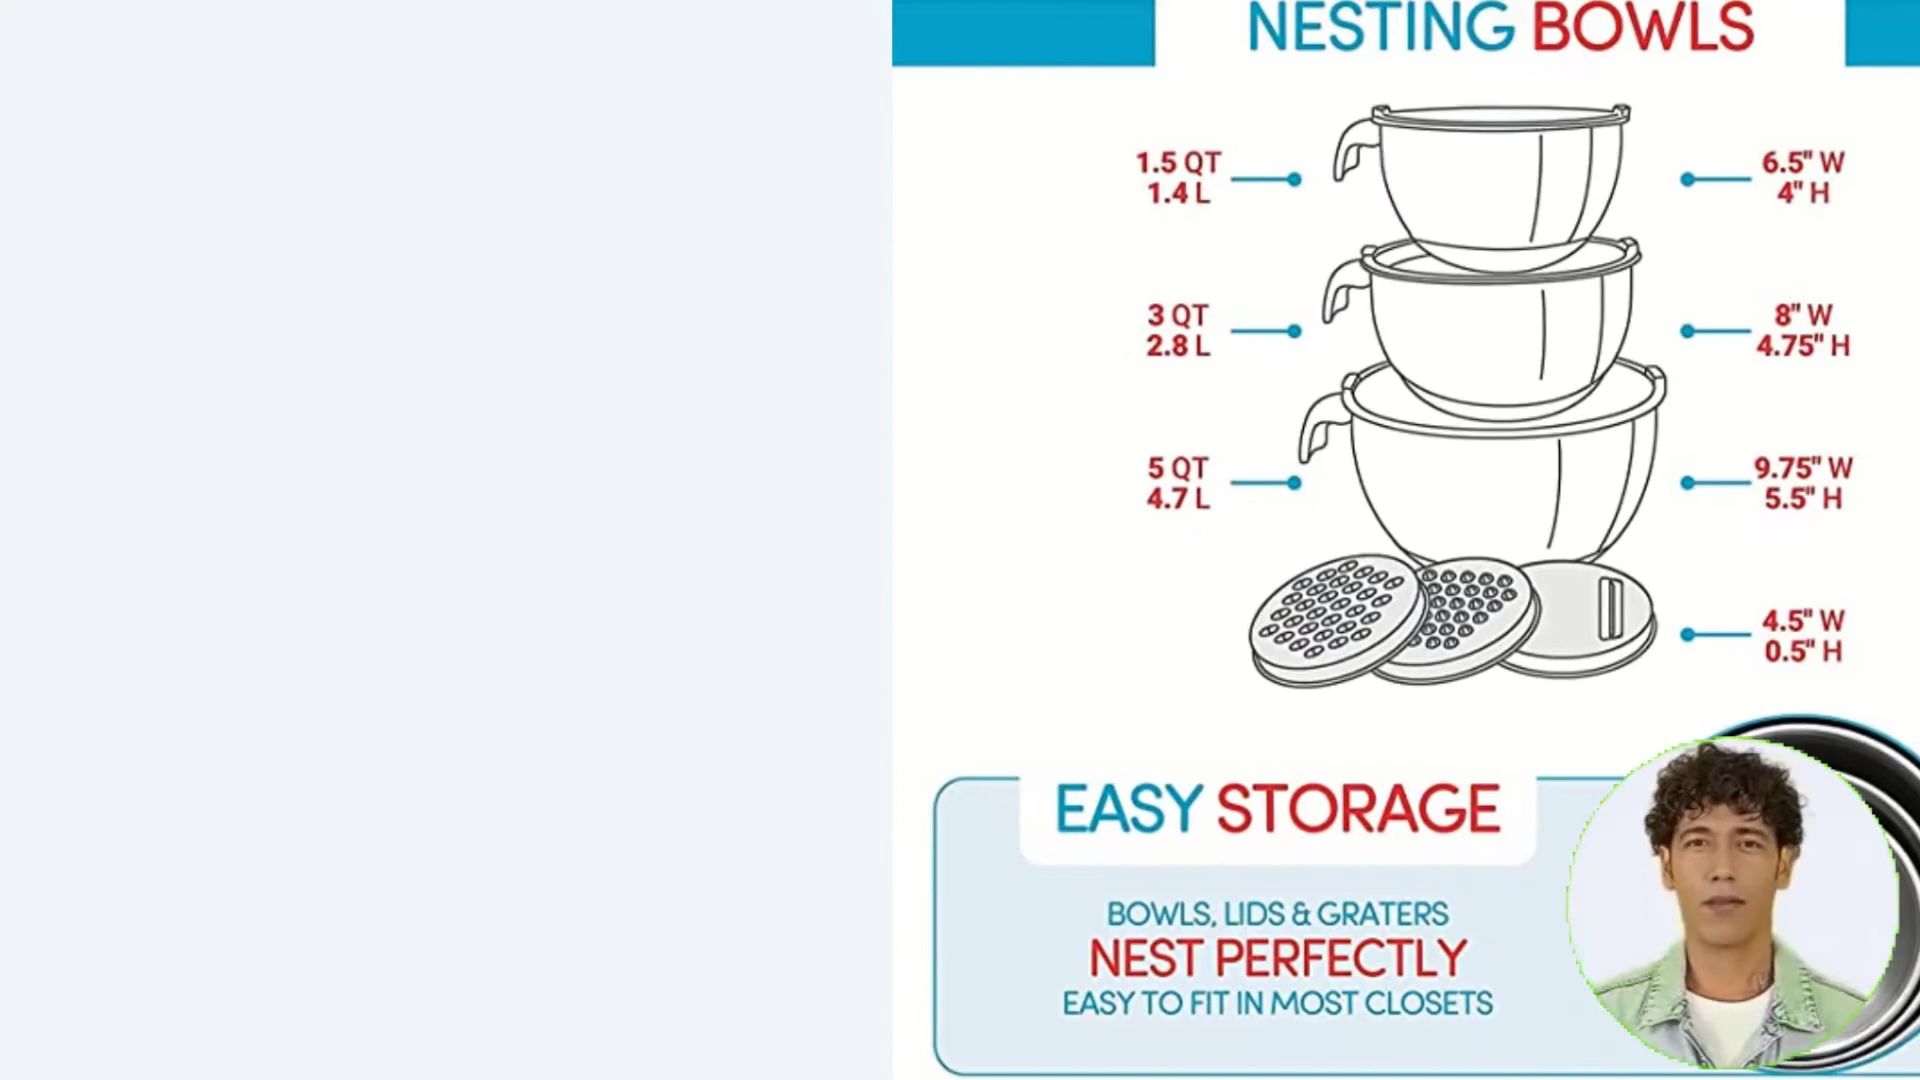 NESTING BOWLS
1.5 QT
1.4 L
6.5" W
4" H
3 QT
2.8 L
8" W
4.75" H
5 QT
4.7 L
9.75" W
5.5" H
4.5" W
0.5" H
EASY STORAGE
BOWLS, LIDS & GRATERS
NEST PERFECTLY
EASY TO FIT IN MOST CLOSETS